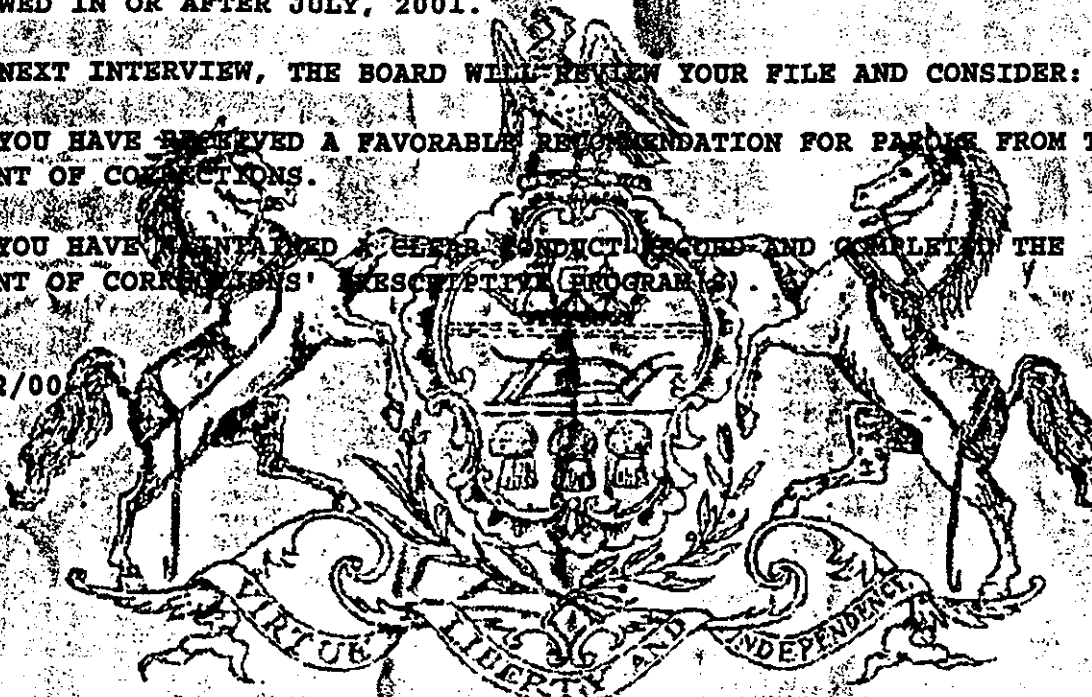 WED IN OR AFTER JULY, 2001.
NEXT INTERVIEW, THE BOARD WILL REVIEW YOUR FILE AND CONSIDER:
YOU HAVE RECEIVED A FAVORABLE RECOMMENDATION FOR PAROLE FROM T
NT OF CORRECTIONS.
YOU HAVE MAINTAINED A CLEAR CONDUCT RECORD AND COMPLETED THE
NT OF CORRECTIONS' PRESCRIPTIVE PROGRAM(S).
R/00
VIRTUE LIBERTY AND INDEPENDENCE